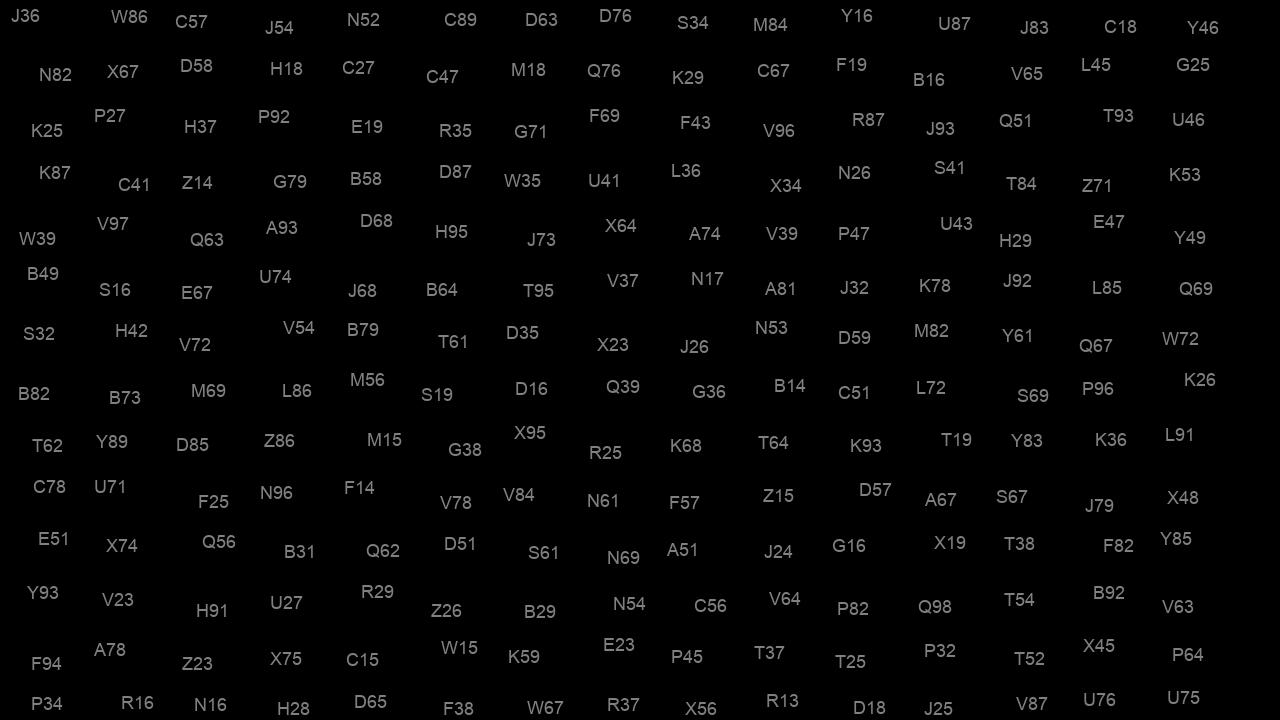 J36 W86 C57 J54 N52 C89 D63 D76 S34 M84 Y16 U87 J83 C18 Y46
N82 X67 D58 H18 C27 C47 M18 Q76 K29 C67 F19 B16 V65 L45 G25
K25 P27 H37 P92 E19 R35 G71 F69 F43 V96 R87 J93 Q51 T93 U46
K87 C41 Z14 G79 B58 D87 W35 U41 L36 X34 N26 S41 T84 Z71 K53
W39 V97 Q63 A93 D68 H95 J73 X64 A74 V39 P47 U43 H29 E47 Y49
B49 S16 E67 U74 J68 B64 T95 V37 N17 A81 J32 K78 J92 L85 Q69
S32 H42 V72 V54 B79 T61 D35 X23 J26 N53 D59 M82 Y61 Q67 W72
B82 B73 M69 L86 M56 S19 D16 Q39 G36 B14 C51 L72 S69 P96 K26
T62 Y89 D85 Z86 M15 G38 X95 R25 K68 T64 K93 T19 Y83 K36 L91
C78 U71 F25 N96 F14 V78 V84 N61 F57 Z15 D57 A67 S67 J79 X48
E51 X74 Q56 B31 Q62 D51 S61 N69 A51 J24 G16 X19 T38 F82 Y85
Y93 V23 H91 U27 R29 Z26 B29 N54 C56 V64 P82 Q98 T54 B92 V63
F94 A78 Z23 X75 C15 W15 K59 E23 P45 T37 T25 P32 T52 X45 P64
P34 R16 N16 H28 D65 F38 W67 R37 X56 R13 D18 J25 V87 U76 U75